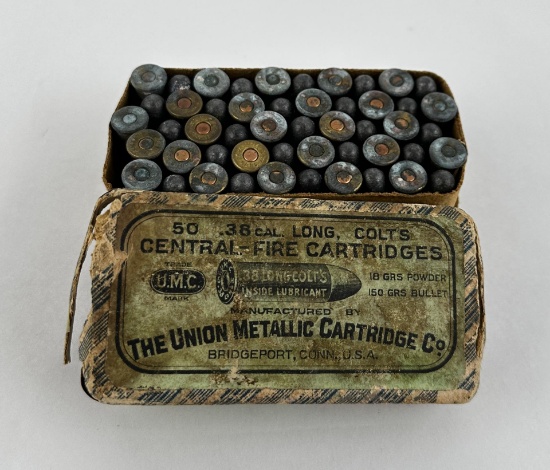 50 .38 CAL. LONG, COLT'S
CENTRAL-FIRE CARTRIDGES
TRADE
U.M.C.
MARK
.38 LONG COLT'S
INSIDE LUBRICANT
18 GRS POWDER
150 GRS BULLET
MANUFACTURED BY
THE UNION METALLIC CARTRIDGE CO.
BRIDGEPORT, CONN., U.S.A.